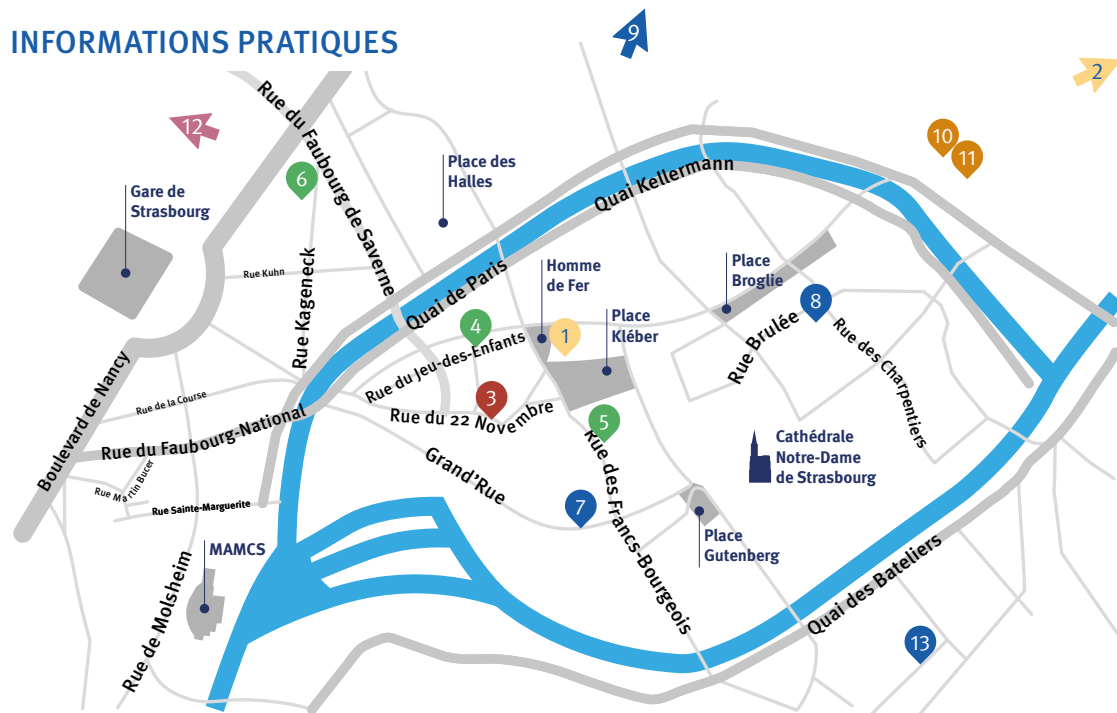 INFORMATIONS PRATIQUES
9
2
12
10
11
Rue du Faubourg de Saverne
6
Place des
Halles
Quai Kellermann
Gare de
Strasbourg
Rue Kuhn
Rue Kageneck
Quai de Paris
Homme
de Fer
Place
Broglie
8
4
1
Place
Kléber
Rue Brulée
Rue des Charpentiers
Rue du Jeu-des-Enfants
3
Rue du 22 Novembre
5
Boulevard de Nancy
Rue de la Course
Rue du Faubourg-National
Cathédrale
Notre-Dame
de Strasbourg
Grand'Rue
Rue Martin Bucer
Rue Sainte-Marguerite
7
Rue des Francs-Bourgeois
Place
Gutenberg
MAMCS
Rue de Molsheim
Quai des Bateliers
13